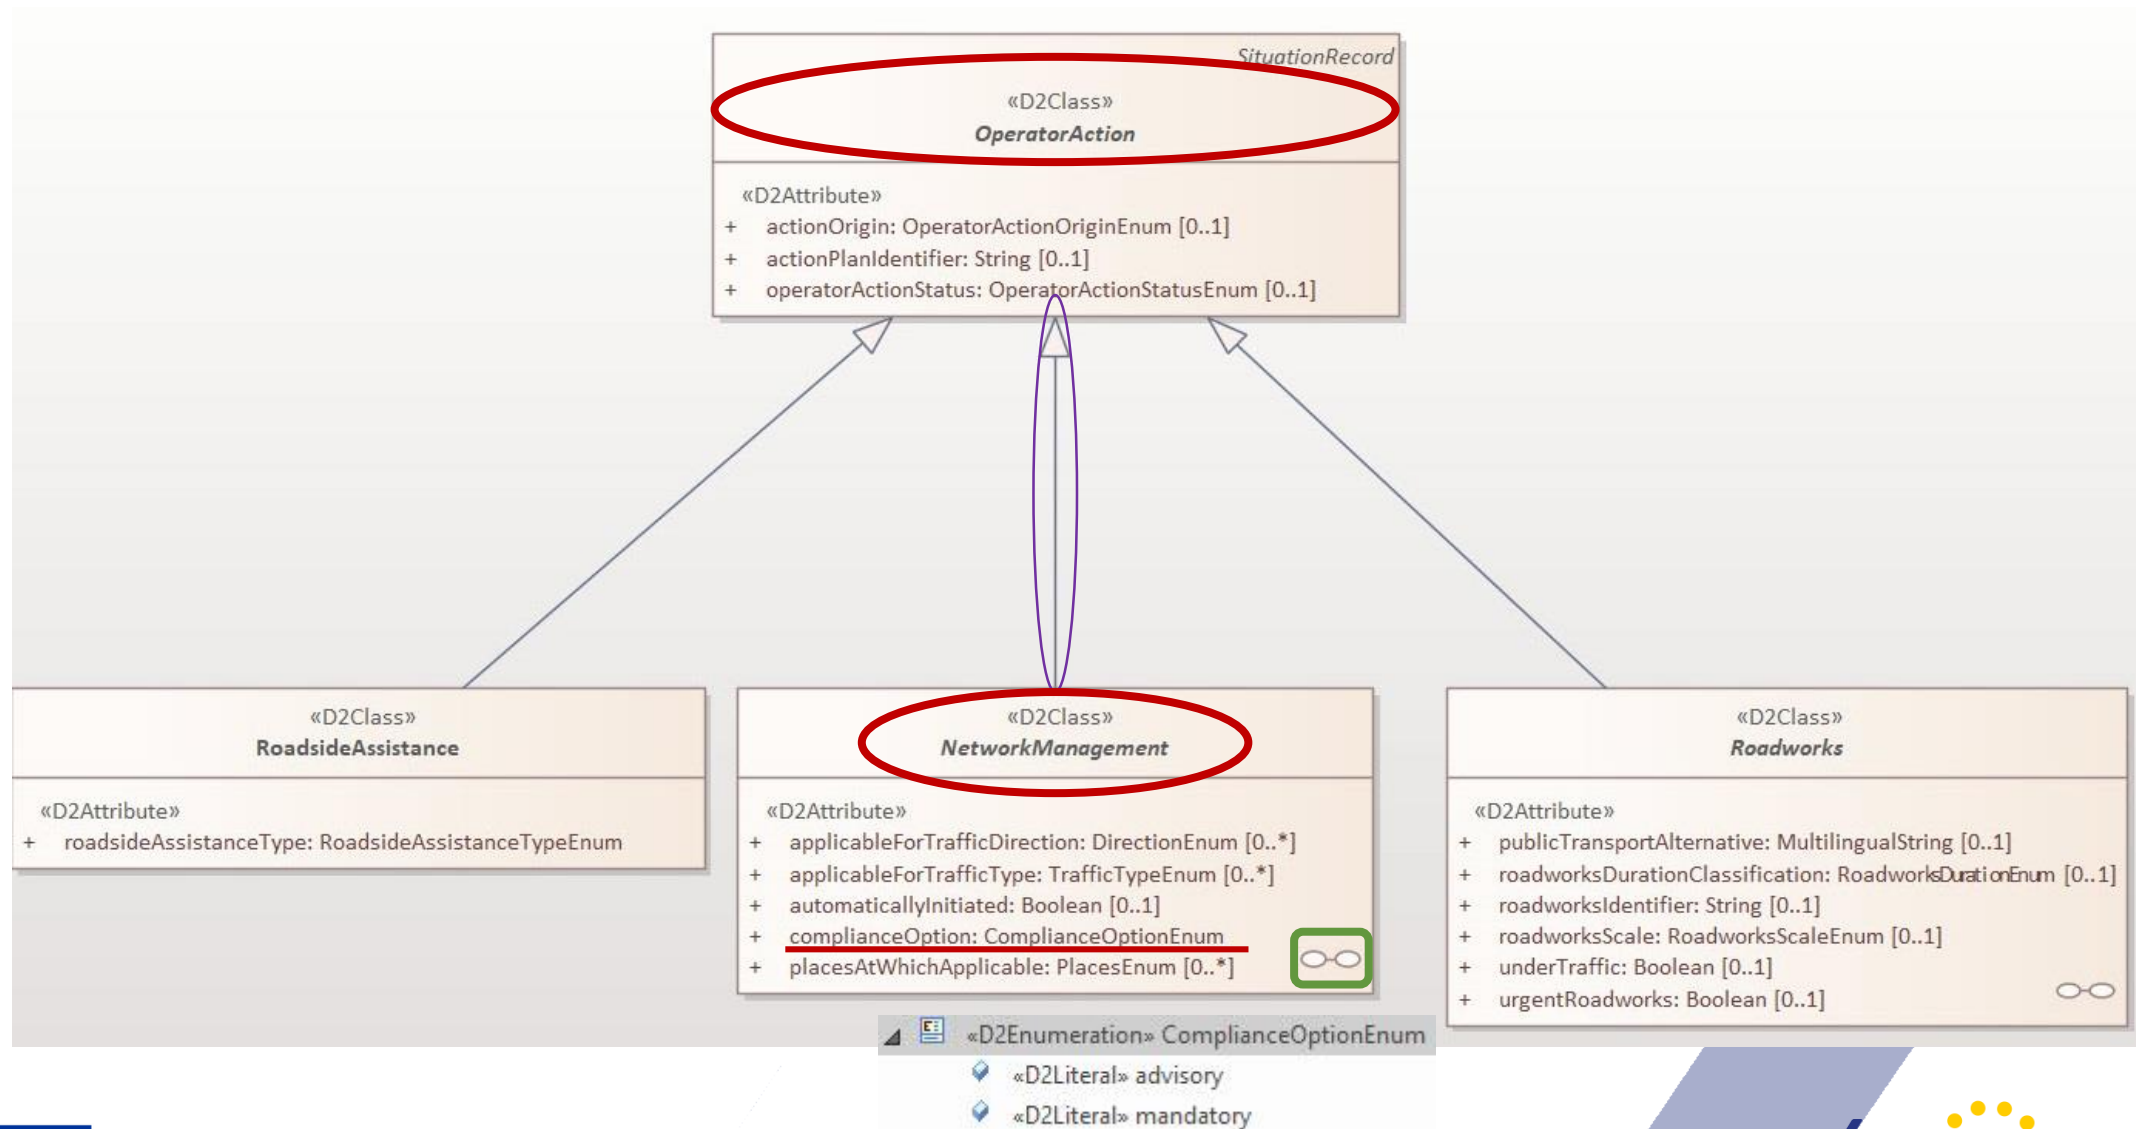 SituationRecord
«D2Class»
OperatorAction
«D2Attribute»
+ actionOrigin: OperatorActionOriginEnum [0..1]
+ actionPlanIdentifier: String [0..1]
+ operatorActionStatus: OperatorActionStatusEnum [0..1]
«D2Class»
RoadsideAssistance
«D2Attribute»
+ roadsideAssistanceType: RoadsideAssistanceTypeEnum
«D2Class»
NetworkManagement
«D2Attribute»
+ applicableForTrafficDirection: DirectionEnum [0..*]
+ applicableForTrafficType: TrafficTypeEnum [0..*]
+ automaticallyInitiated: Boolean [0..1]
+ complianceOption: ComplianceOptionEnum
+ placesAtWhichApplicable: PlacesEnum [0..*]
«D2Class»
Roadworks
«D2Attribute»
+ publicTransportAlternative: MultilingualString [0..1]
+ roadworksDurationClassification: RoadworksDurationEnum [0..1]
+ roadworksIdentifier: String [0..1]
+ roadworksScale: RoadworksScaleEnum [0..1]
+ underTraffic: Boolean [0..1]
+ urgentRoadworks: Boolean [0..1]
«D2Enumeration» ComplianceOptionEnum
«D2Literal» advisory
«D2Literal» mandatory